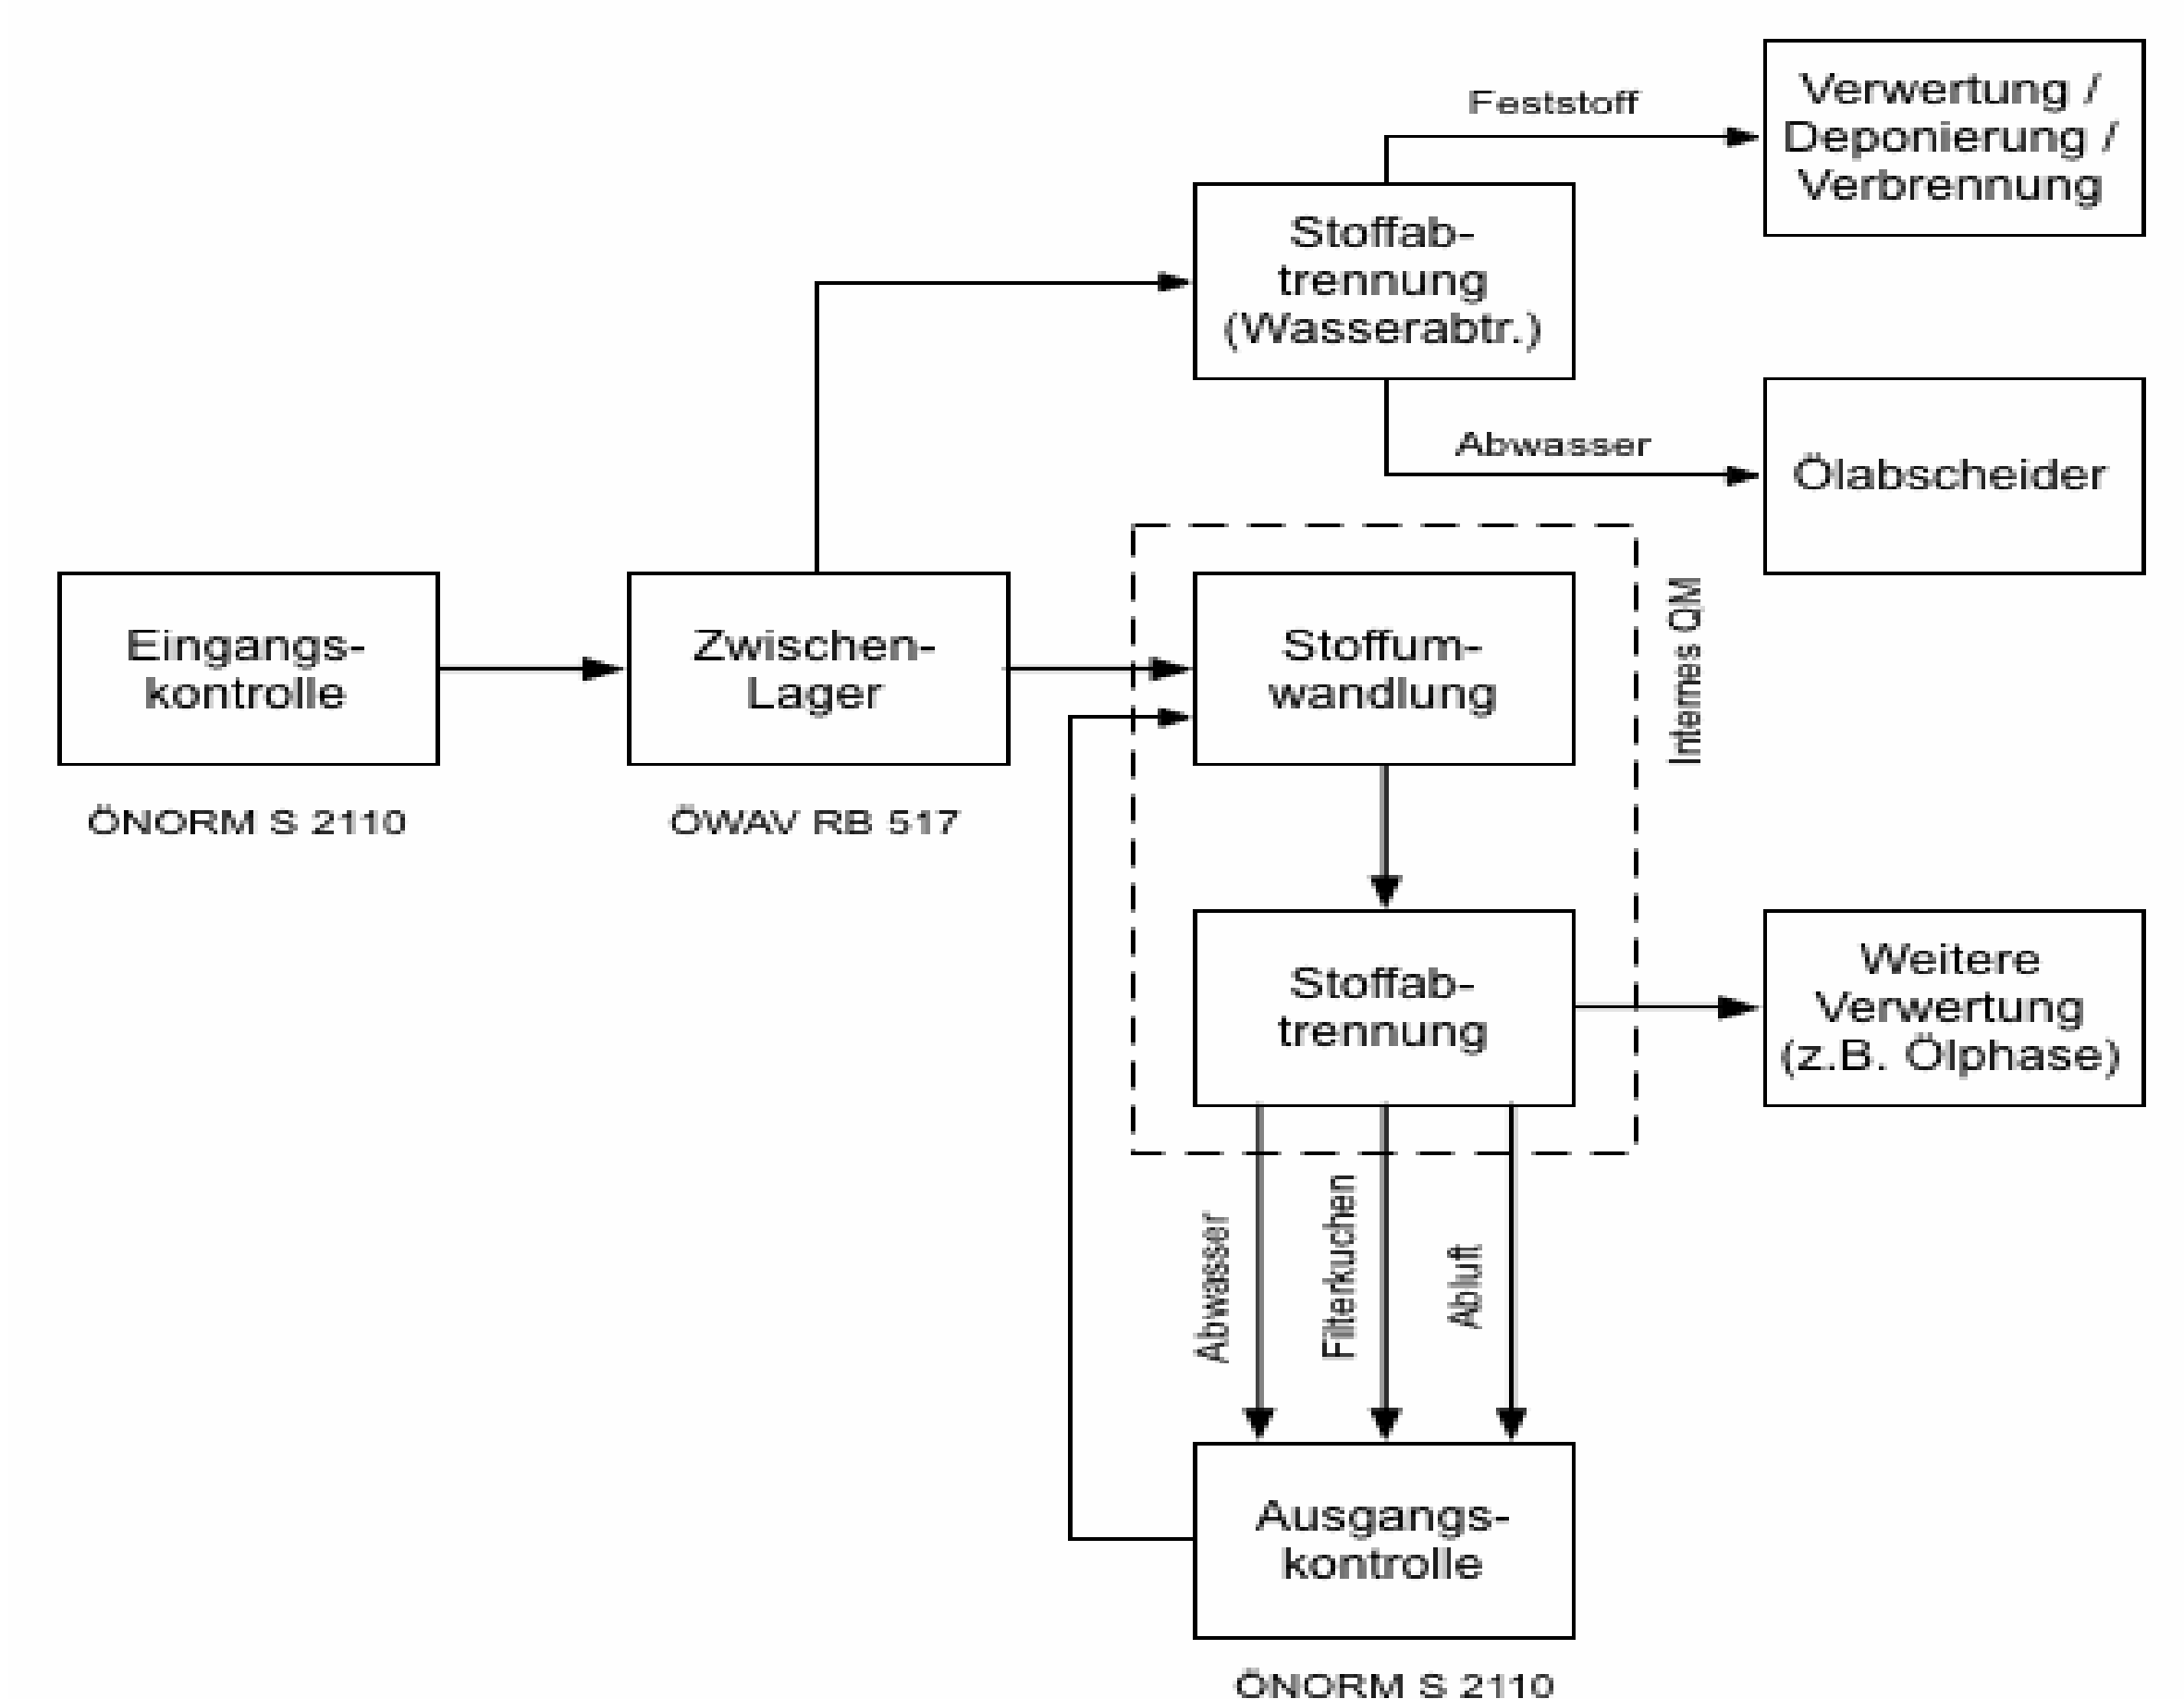 Feststoff
Verwertung /
Deponierung /
Verbrennung
Stoffab-
trennung
(Wasserabtr.)
Abwasser
Ölabscheider
Eingangs-
kontrolle
ÖNORM S 2110
Zwischen-
Lager
ÖWAV RB 517
Stoffum-
wandlung
Internes QM
Stoffab-
trennung
Weitere
Verwertung
(z.B. Ölphase)
Abwasser
Filterkuchen
Abluft
Ausgangs-
kontrolle
ÖNORM S 2110